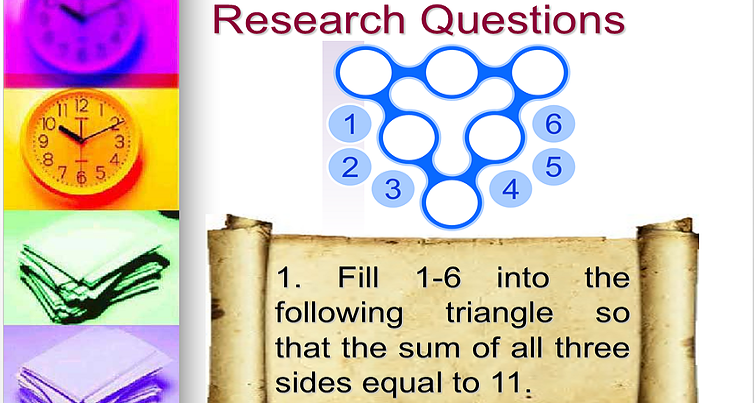 Research Questions
1
6
2
5
3
4
1. Fill 1-6 into the
following triangle so
that the sum of all three
sides equal to 11.